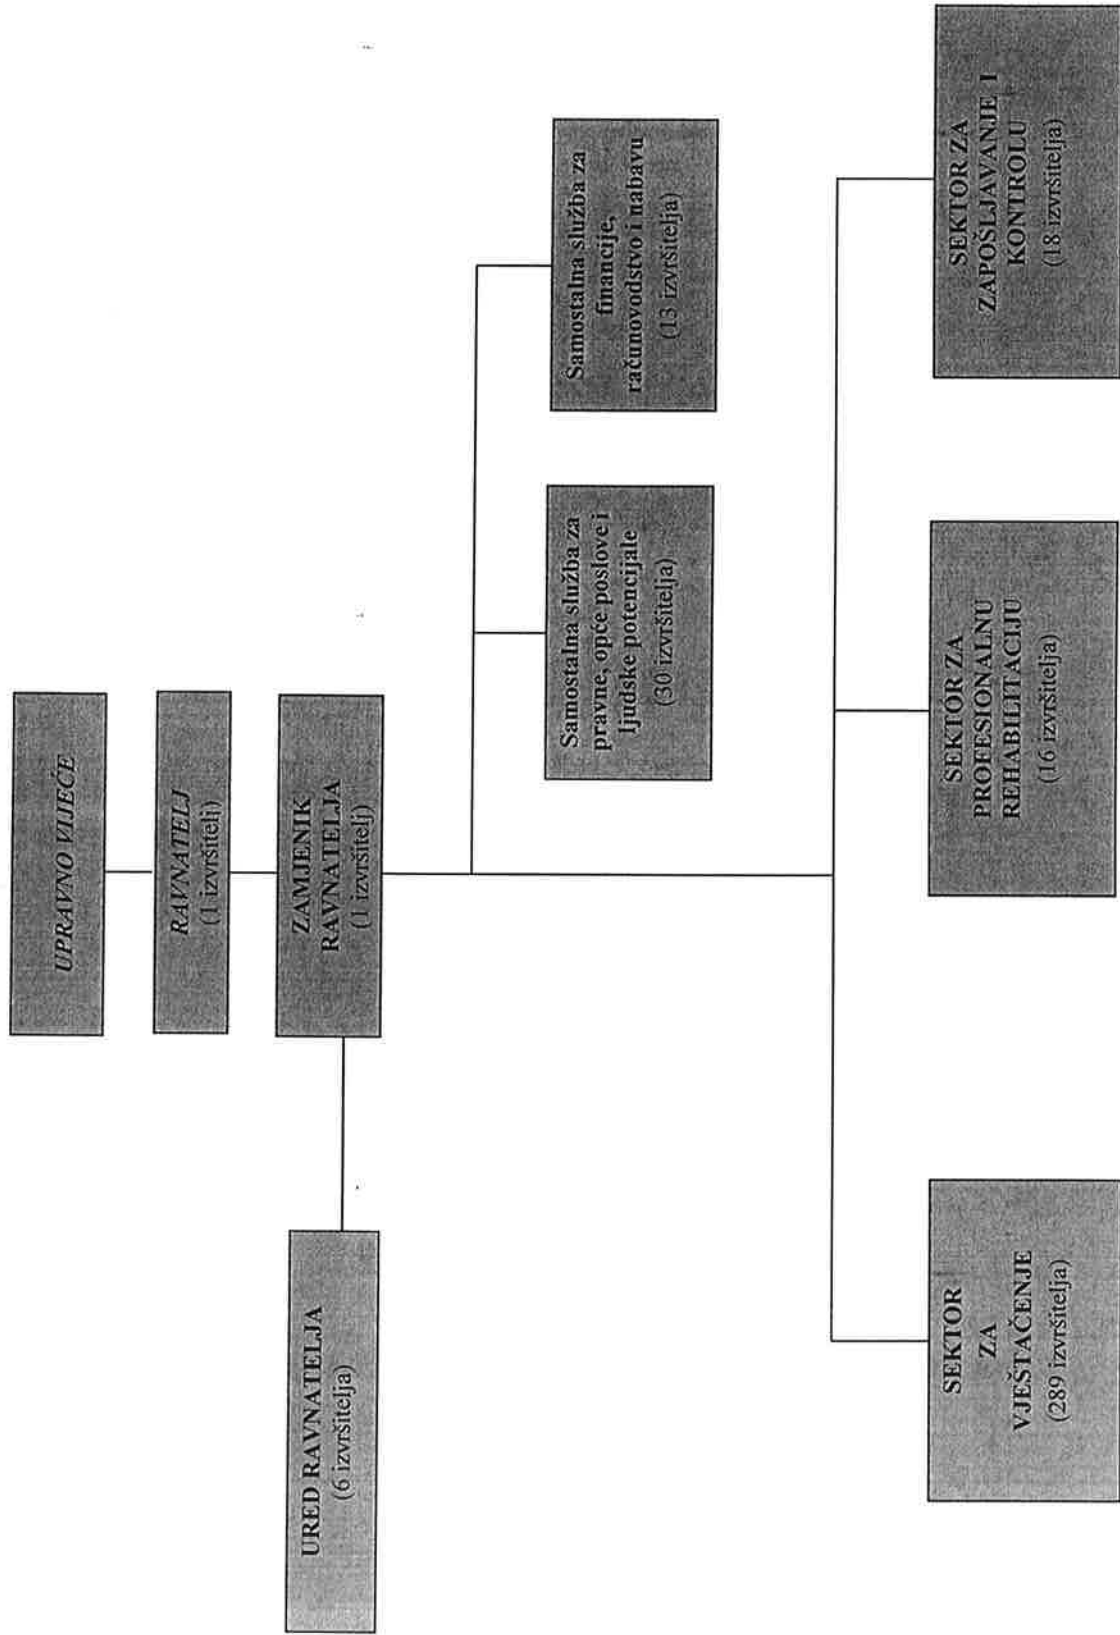 UPRAVNO VIJEĆE
RAVNATELJ
(1 izvršitelj)
ZAMJENIK
RAVNATELJA
(1 izvršitelj)
URED RAVNATELJA
(6 izvršitelja)
Samostalna služba za
pravne, opće poslove i
ljudske potencijale
(30 izvršitelja)
Samostalna služba za
financije,
računovodstvo i nabavu
(13 izvršitelja)
SEKTOR
ZA
VJEŠTAČENJE
(289 izvršitelja)
SEKTOR ZA
PROFESIONALNU
REHABILITACIJU
(16 izvršitelja)
SEKTOR ZA
ZAPOŠLJAVANJE I
KONTROLU
(18 izvršitelja)